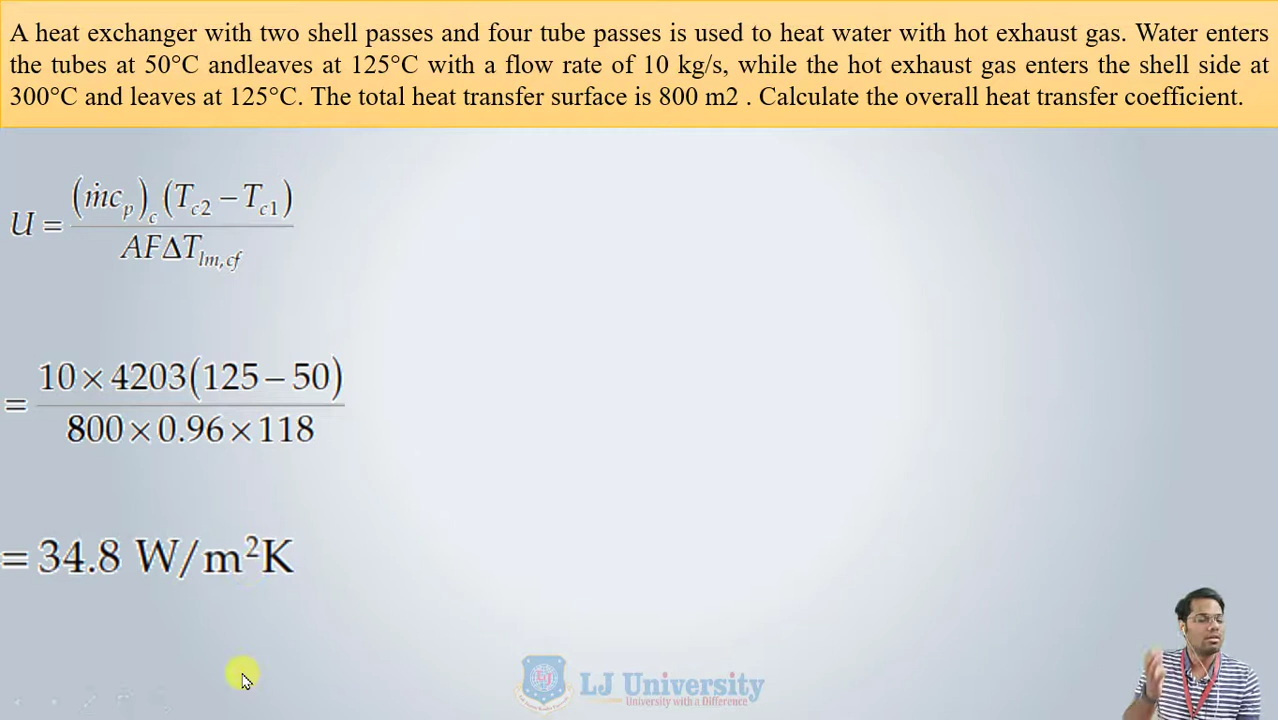 A heat exchanger with two shell passes and four tube passes is used to heat water with hot exhaust gas. Water enters
the tubes at 50°C andleaves at 125°C with a flow rate of 10 kg/s, while the hot exhaust gas enters the shell side at
300°C and leaves at 125°C. The total heat transfer surface is 800 m2 . Calculate the overall heat transfer coefficient.
U = (ṁc_p)_c (T_c2 − T_c1) / AFΔT_lm,cf
= 10 × 4203(125 − 50) / 800 × 0.96 × 118
= 34.8 W/m²K
LJ University
University with a Difference